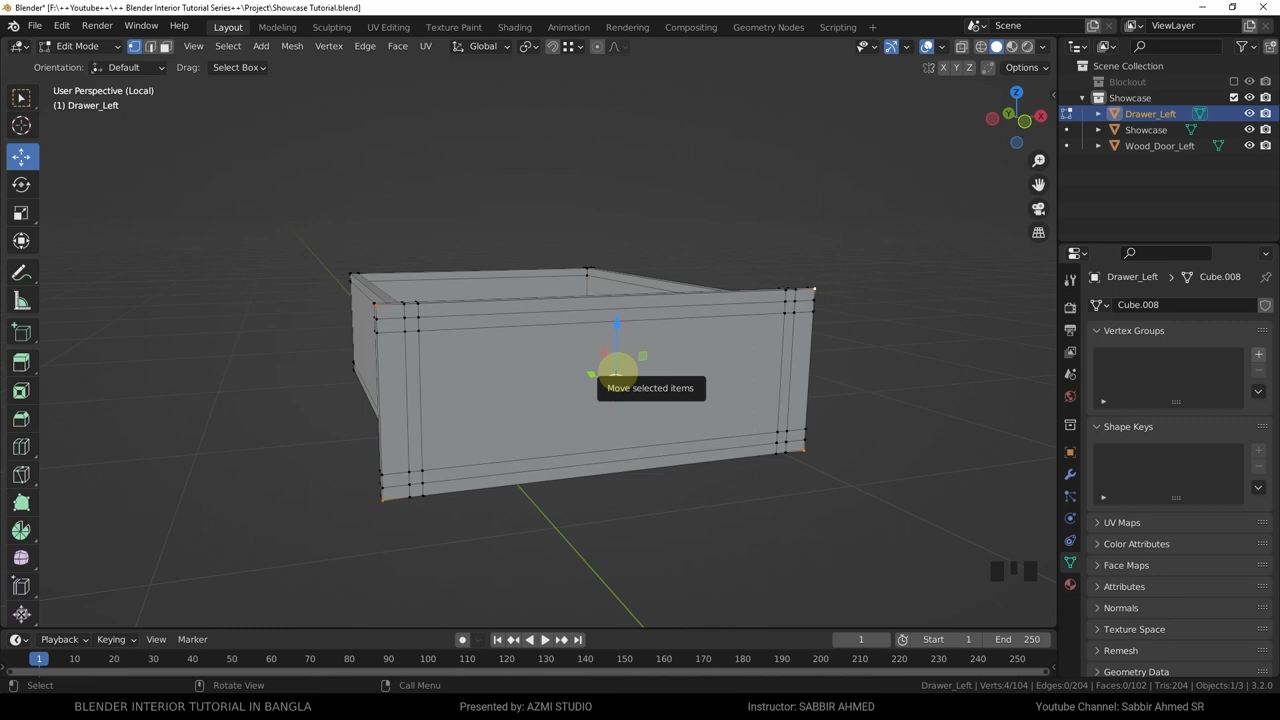 Blender* [F:\++Youtube++\++ Blender Interior Tutorial Series++\Project\Showcase Tutorial.blend]
File Edit Render Window Help Layout Modeling Sculpting UV Editing Texture Paint Shading Animation Rendering Compositing Geometry Nodes Scripting Scene ViewLayer
Edit Mode View Select Add Mesh Vertex Edge Face UV Global
Orientation: Default Drag: Select Box X Y Z Options
Scene Collection
Blockout
Showcase
Drawer_Left
Showcase
Wood_Door_Left
User Perspective (Local)
(1) Drawer_Left
Z
Y
X
Move selected items
Drawer_Left Cube.008
Cube.008
Vertex Groups
Shape Keys
UV Maps
Color Attributes
Face Maps
Attributes
Normals
Texture Space
Remesh
Geometry Data
Playback Keying View Marker 1 Start 1 End 250
1 10 20 30 40 50 60 70 80 90 100 110 120 130 140 150 160 170 180 190 200 210 220 230 240 250
Select Rotate View Call Menu Drawer_Left | Verts:4/104 | Edges:0/204 | Faces:0/102 | Tris:204 | Objects:1/3 | 3.2.0
BLENDER INTERIOR TUTORIAL IN BANGLA Presented by: AZMI STUDIO Instructor: SABBIR AHMED Youtube Channel: Sabbir Ahmed SR